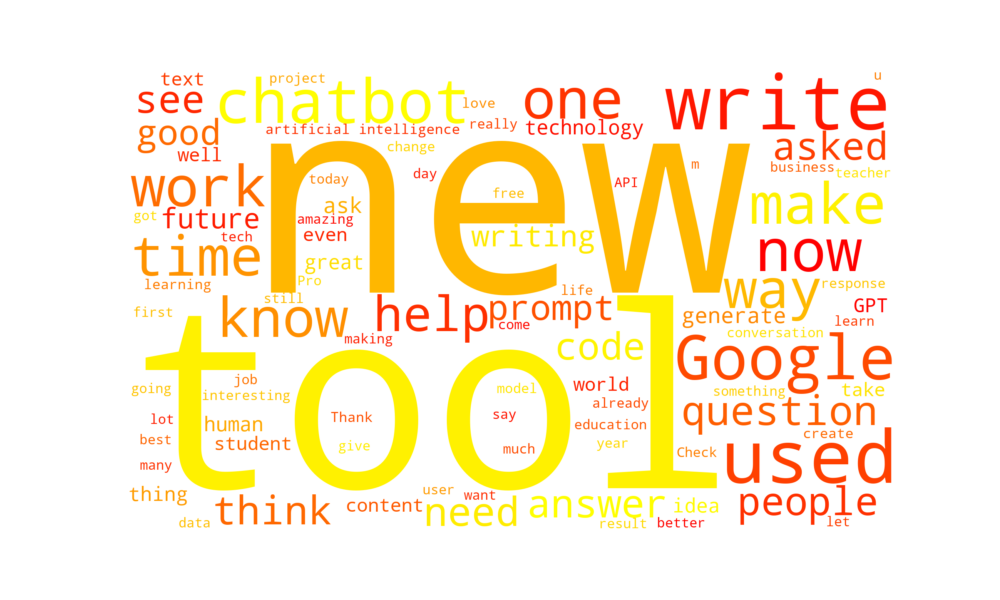 text
project
u
see
chatbot
love
one
write
good
artificial intelligence
really
technology
asked
well
change
new
m
business
teacher
day
API
work
today
free
make
got
future
amazing
ask
tech
even
writing
now
time
great
learning
Pro
life
way
response
first
still
know
help
prompt
come
generate
GPT
learn
making
conversation
code
Google
tool
going
job
interesting
model
world
something
take
already
lot
human
Thank
say
question
student
education
create
best
give
much
year
Check
used
many
thing
think
content
user
want
need
answer
idea
people
data
result
better
let